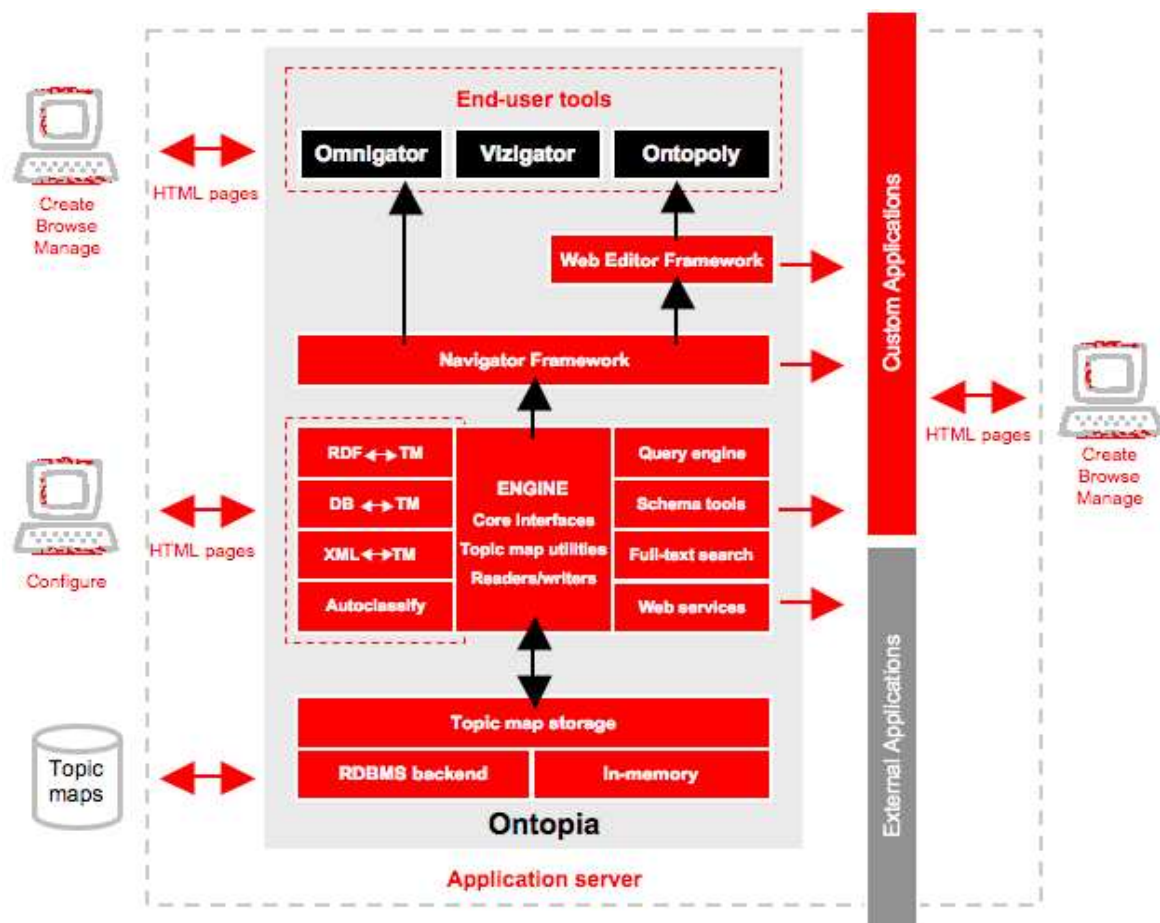 End-user tools
Omnigator
Vizigator
Ontopoly
HTML pages
Create
Browse
Manage
Web Editor Framework
Custom Applications
Navigator Framework
RDF↔TM
DB ↔TM
XML↔TM
Autoclassify
ENGINE
Core interfaces
Topic map utilities
Readers/writers
Query engine
Schema tools
Full-text search
Web services
HTML pages
Create
Browse
Manage
HTML pages
Configure
External Applications
Topic map storage
RDBMS backend
In-memory
Topic
maps
Ontopia
Application server